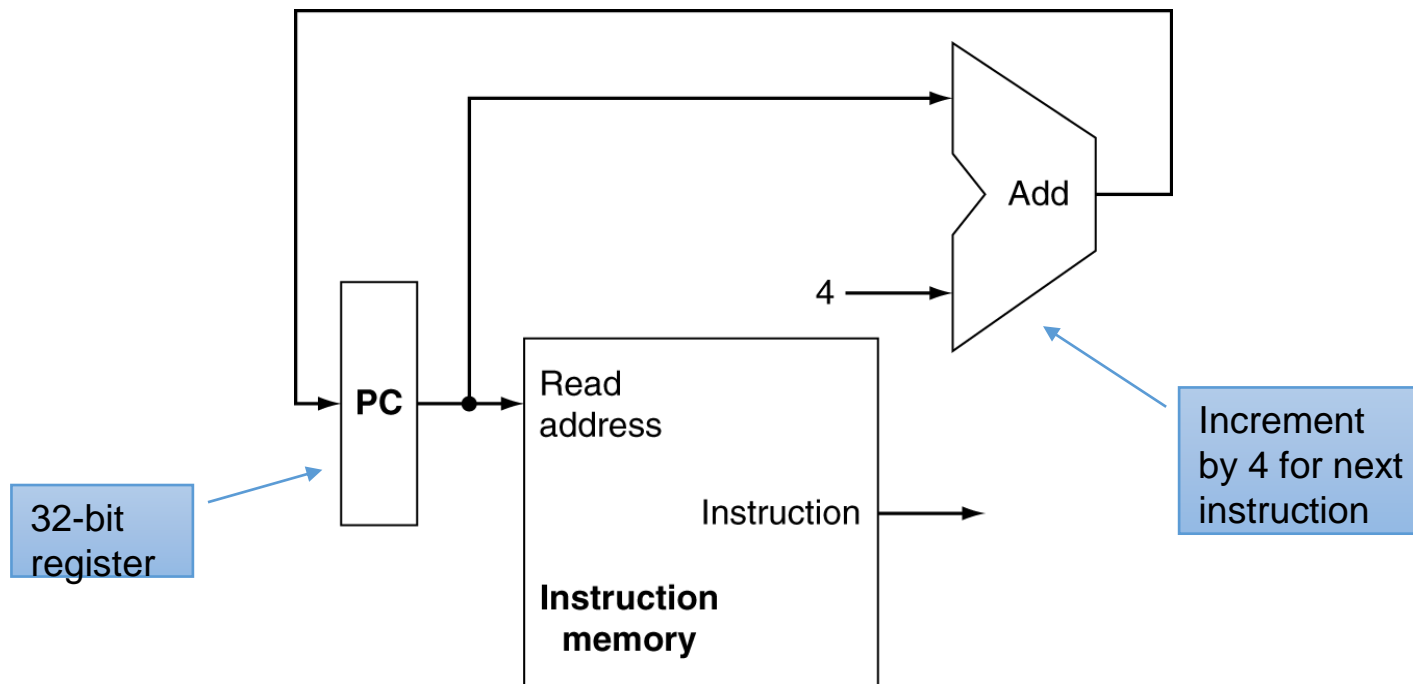 Add
4
PC
Read
address
Increment
by 4 for next
instruction
32-bit
register
Instruction
Instruction
memory